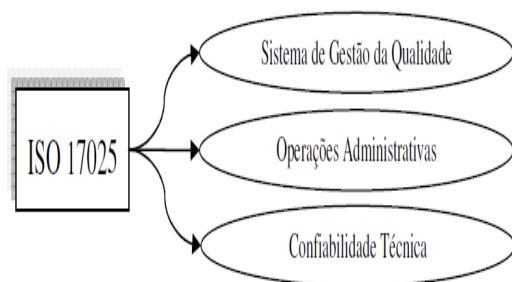 Sistema de Gestão da Qualidade
ISO 17025
Operações Administrativas
Confiabilidade Técnica